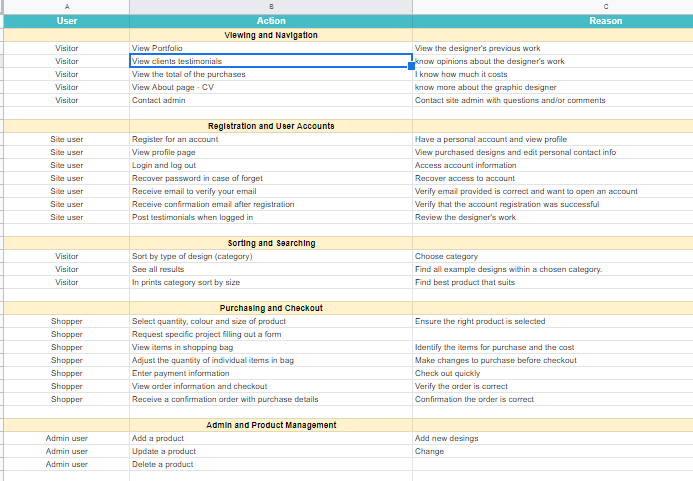 A B C
User Action Reason
Viewing and Navigation
Visitor View Portfolio View the designer's previous work
Visitor View clients testimonials know opinions about the designer's work
Visitor View the total of the purchases I know how much it costs
Visitor View About page - CV know more about the graphic designer
Visitor Contact admin Contact site admin with questions and/or comments
Registration and User Accounts
Site user Register for an account Have a personal account and view profile
Site user View profile page View purchased designs and edit personal contact info
Site user Login and log out Access account information
Site user Recover password in case of forget Recover access to account
Site user Receive email to verify your email Verify email provided is correct and want to open an account
Site user Receive confirmation email after registration Verify that the account registration was successful
Site user Post testimonials when logged in Review the designer's work
Sorting and Searching
Visitor Sort by type of design (category) Choose category
Visitor See all results Find all example designs within a chosen category.
Visitor In prints category sort by size Find best product that suits
Purchasing and Checkout
Shopper Select quantity, colour and size of product Ensure the right product is selected
Shopper Request specific project filling out a form
Shopper View items in shopping bag Identify the items for purchase and the cost
Shopper Adjust the quantity of individual items in bag Make changes to purchase before checkout
Shopper Enter payment information Check out quickly
Shopper View order information and checkout Verify the order is correct
Shopper Receive a confirmation order with purchase details Confirmation the order is correct
Admin and Product Management
Admin user Add a product Add new desings
Admin user Update a product Change
Admin user Delete a product